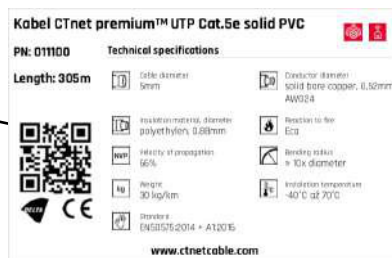 Kabel CTnet premium™ UTP Cat.5e solid PVC
PN: 011100
Technical specifications
Length: 305m
Cable diameter
5mm
Conductor diameter
solid bare copper, 0,52mm
AWG24
Insulation material, diameter
polyethylen, 0.88mm
Reaction to fire
Eca
NVP
Velocity of propagation
66%
Bending radius
> 10x diameter
kg
Weight
30 kg/km
Installation temperature
-40°C až 70°C
Standard
EN50575:2014 + A1:2016
DELTA
CE
www.ctnetcable.com